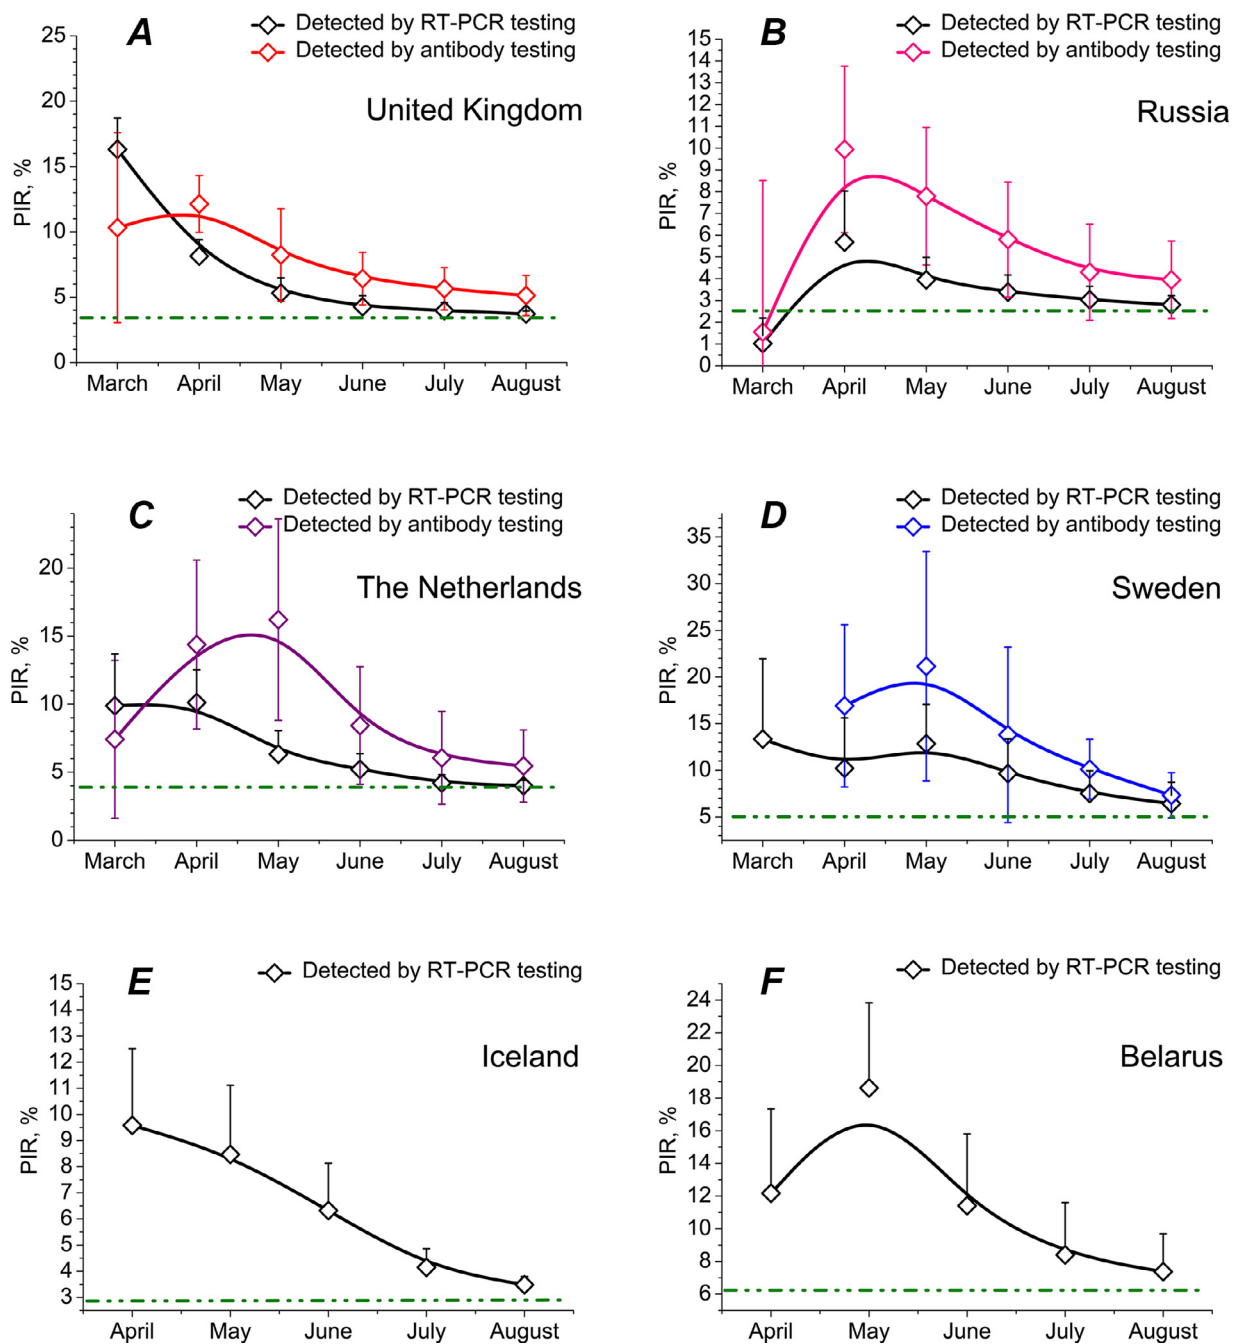 A
Detected by RT-PCR testing
Detected by antibody testing
United Kingdom
PIR, %
25
20
15
10
5
0
March April May June July August
B
Detected by RT-PCR testing
Detected by antibody testing
Russia
PIR, %
15
14
13
12
11
10
9
8
7
6
5
4
3
2
1
0
March April May June July August
C
Detected by RT-PCR testing
Detected by antibody testing
The Netherlands
PIR, %
20
15
10
5
0
March April May June July August
D
Detected by RT-PCR testing
Detected by antibody testing
Sweden
PIR, %
35
30
25
20
15
10
5
March April May June July August
E
Detected by RT-PCR testing
Iceland
PIR, %
15
14
13
12
11
10
9
8
7
6
5
4
3
April May June July August
F
Detected by RT-PCR testing
Belarus
PIR, %
24
22
20
18
16
14
12
10
8
6
April May June July August